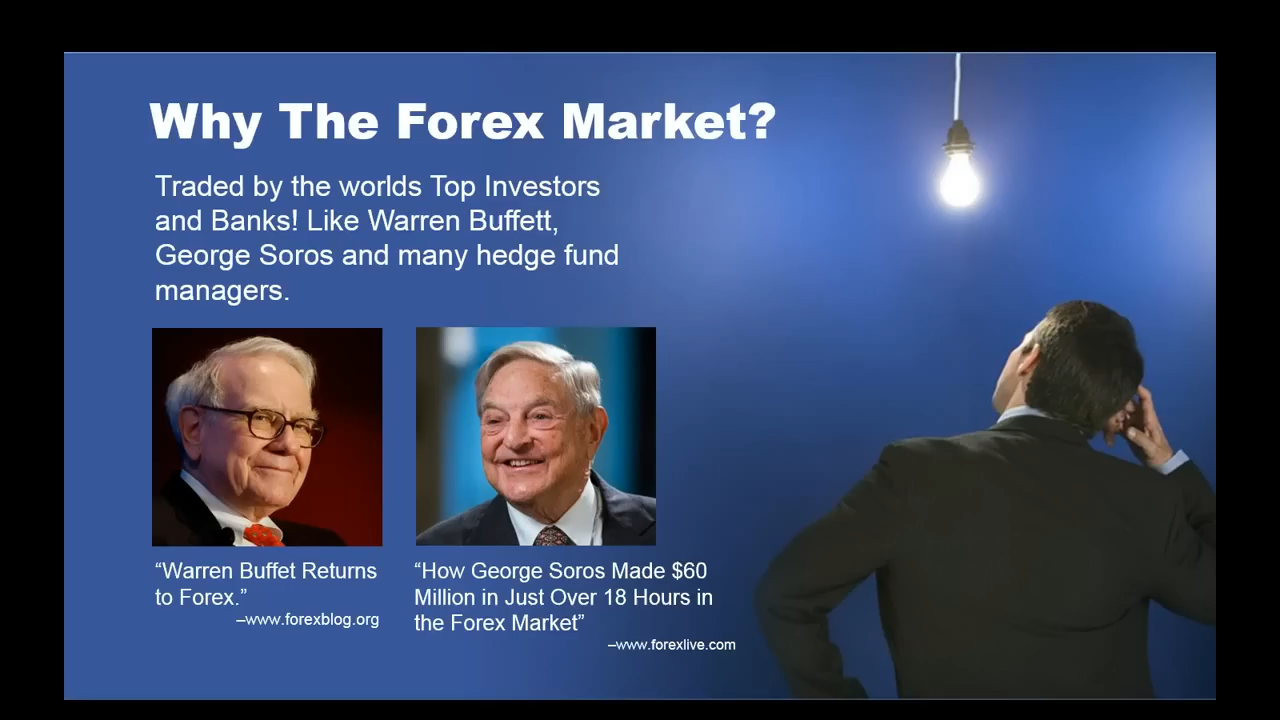 Why The Forex Market?
Traded by the worlds Top Investors
and Banks! Like Warren Buffett,
George Soros and many hedge fund
managers.
“Warren Buffet Returns
to Forex.”
–www.forexblog.org
“How George Soros Made $60
Million in Just Over 18 Hours in
the Forex Market”
–www.forexlive.com